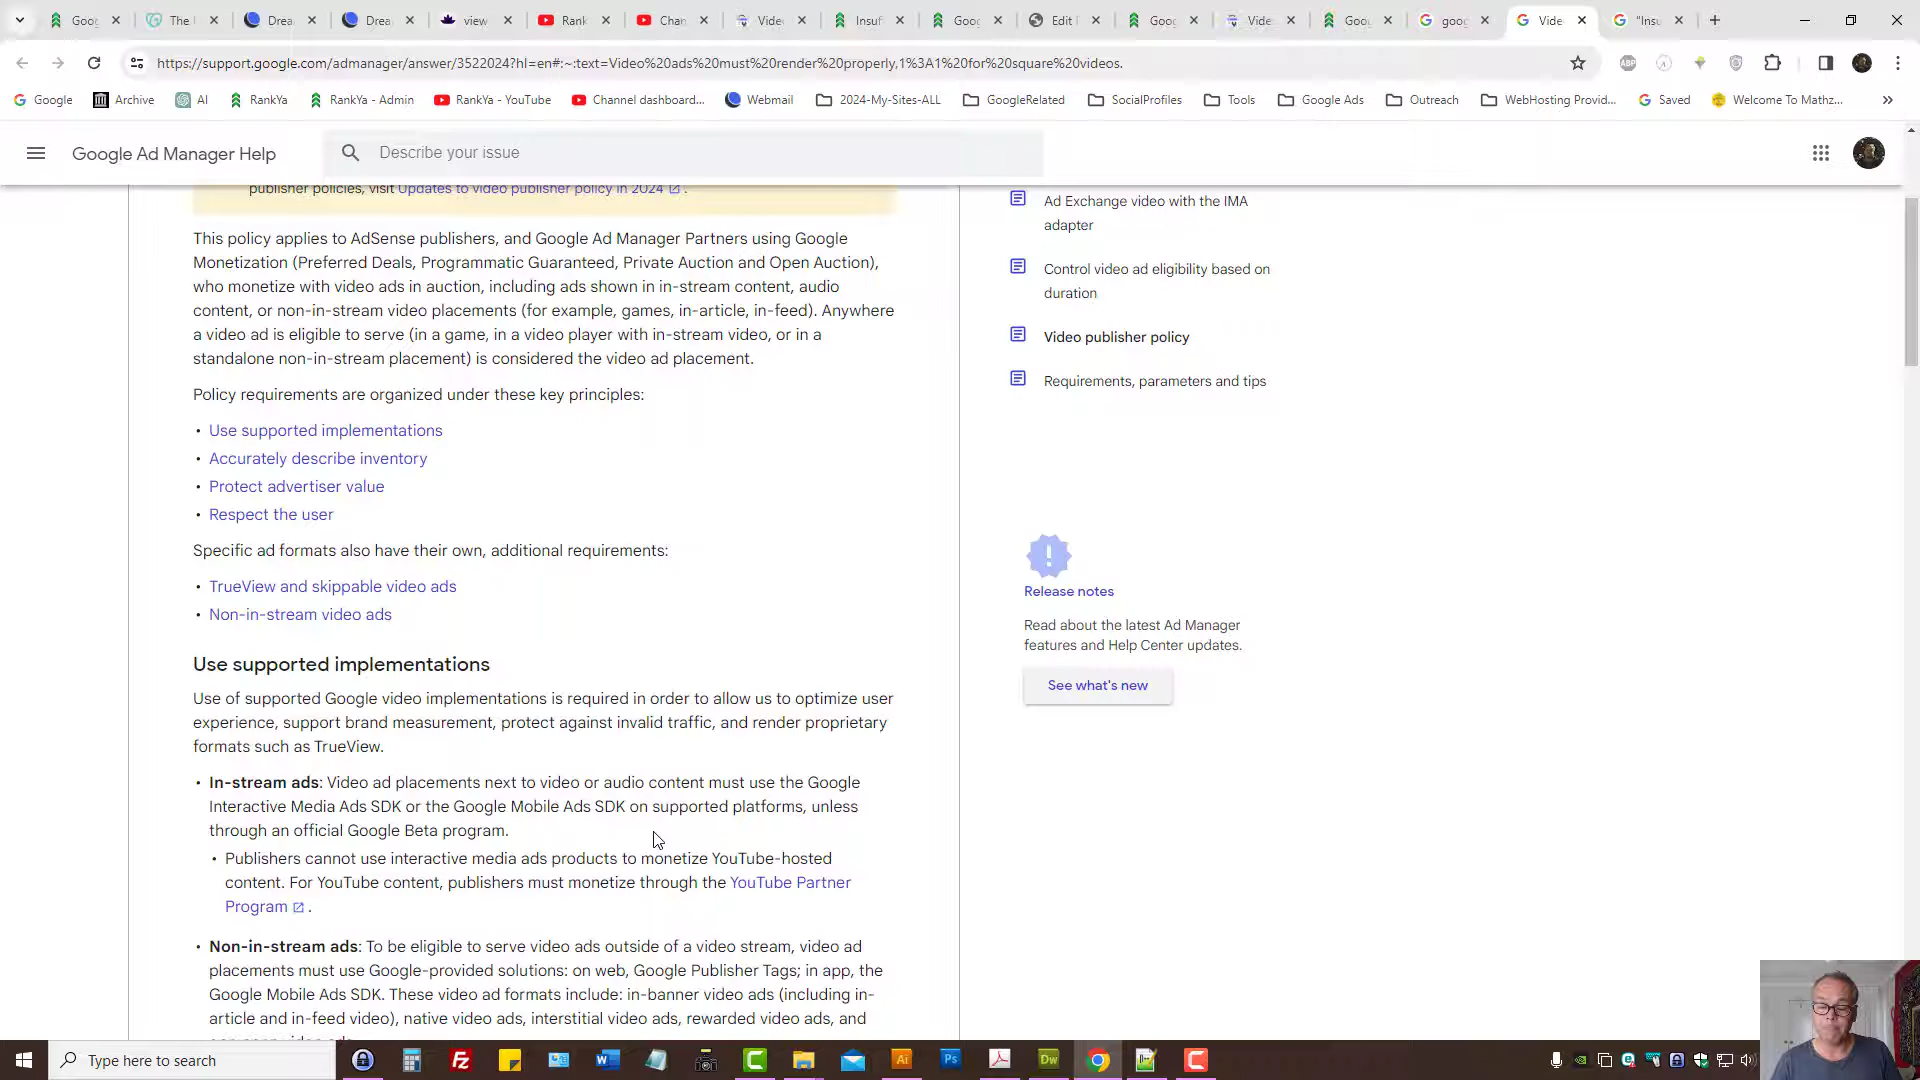 Goog
The I
Drea
Drea
view
Rank
Chan
Video
Insuf
Goog
Edit I
Goog
Video
Goog
goog
Vide
"Insu
https://support.google.com/admanager/answer/3522024?hl=en#:~:text=Video%20ads%20must%20render%20properly,1%3A1%20for%20square%20videos.
Google
Archive
AI
RankYa
RankYa - Admin
RankYa - YouTube
Channel dashboard...
Webmail
2024-My-Sites-ALL
GoogleRelated
SocialProfiles
Tools
Google Ads
Outreach
WebHosting Provid...
Saved
Welcome To Mathz...
Google Ad Manager Help
Describe your issue
publisher policies, visit Updates to video publisher policy in 2024 .
This policy applies to AdSense publishers, and Google Ad Manager Partners using Google
Monetization (Preferred Deals, Programmatic Guaranteed, Private Auction and Open Auction),
who monetize with video ads in auction, including ads shown in in-stream content, audio
content, or non-in-stream video placements (for example, games, in-article, in-feed). Anywhere
a video ad is eligible to serve (in a game, in a video player with in-stream video, or in a
standalone non-in-stream placement) is considered the video ad placement.
Policy requirements are organized under these key principles:
• Use supported implementations
• Accurately describe inventory
• Protect advertiser value
• Respect the user
Specific ad formats also have their own, additional requirements:
• TrueView and skippable video ads
• Non-in-stream video ads
Use supported implementations
Use of supported Google video implementations is required in order to allow us to optimize user
experience, support brand measurement, protect against invalid traffic, and render proprietary
formats such as TrueView.
• In-stream ads: Video ad placements next to video or audio content must use the Google
Interactive Media Ads SDK or the Google Mobile Ads SDK on supported platforms, unless
through an official Google Beta program.
• Publishers cannot use interactive media ads products to monetize YouTube-hosted
content. For YouTube content, publishers must monetize through the YouTube Partner
Program .
• Non-in-stream ads: To be eligible to serve video ads outside of a video stream, video ad
placements must use Google-provided solutions: on web, Google Publisher Tags; in app, the
Google Mobile Ads SDK. These video ad formats include: in-banner video ads (including in-
article and in-feed video), native video ads, interstitial video ads, rewarded video ads, and
Ad Exchange video with the IMA
adapter
Control video ad eligibility based on
duration
Video publisher policy
Requirements, parameters and tips
Release notes
Read about the latest Ad Manager
features and Help Center updates.
See what's new
Type here to search